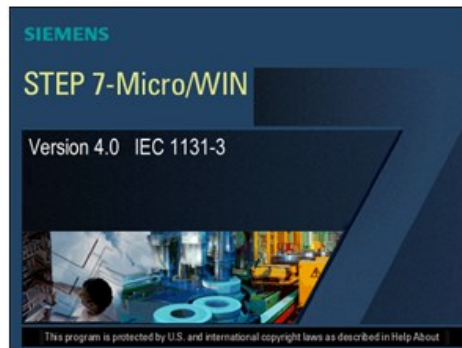 SIEMENS
STEP 7-Micro/WIN
Version 4.0 IEC 1131-3
This program is protected by U.S. and international copyright laws as described in Help About